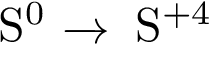 S⁰ → S⁺⁴